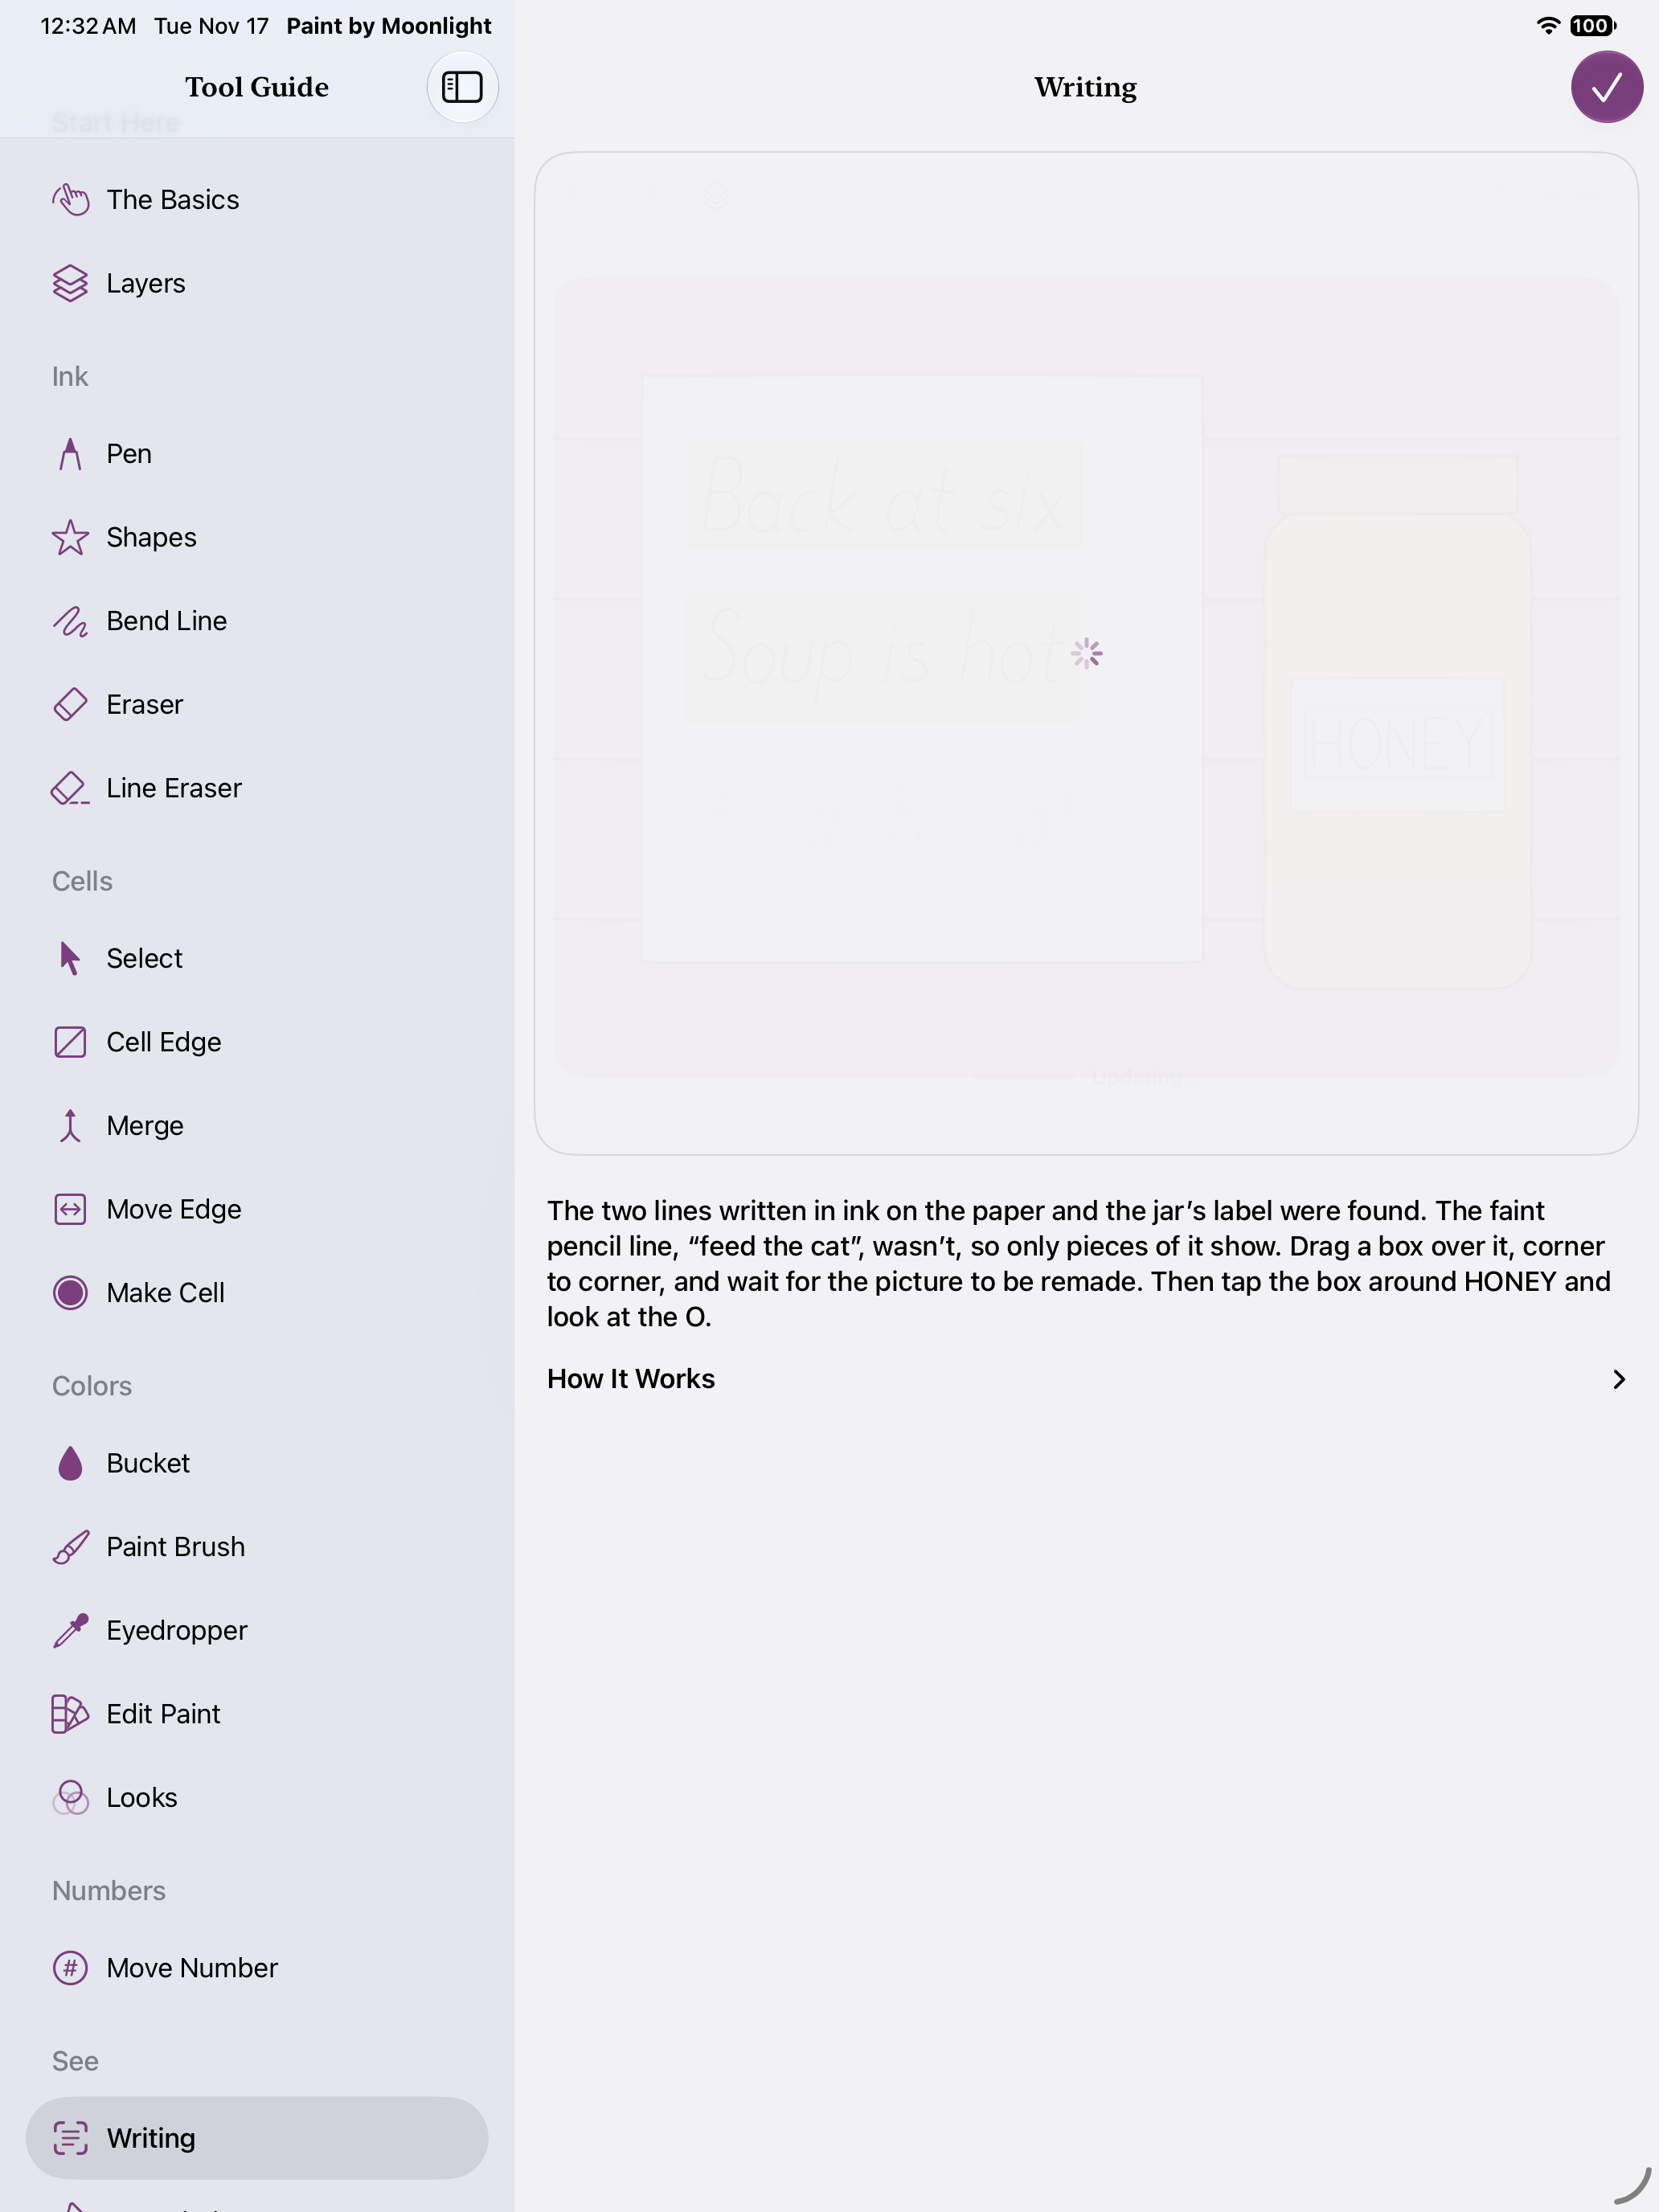 12:32 AM Tue Nov 17 Paint by Moonlight
100
Tool Guide
Writing
Start Here
The Basics
Layers
Ink
Pen
Shapes
Bend Line
Eraser
Line Eraser
Cells
Select
Cell Edge
Merge
Move Edge
Make Cell
Colors
Bucket
Paint Brush
Eyedropper
Edit Paint
Looks
Numbers
# Move Number
See
Writing
Back at six
Soup is hot
HONEY
Updating...
The two lines written in ink on the paper and the jar’s label were found. The faint
pencil line, “feed the cat”, wasn’t, so only pieces of it show. Drag a box over it, corner
to corner, and wait for the picture to be remade. Then tap the box around HONEY and
look at the O.
How It Works